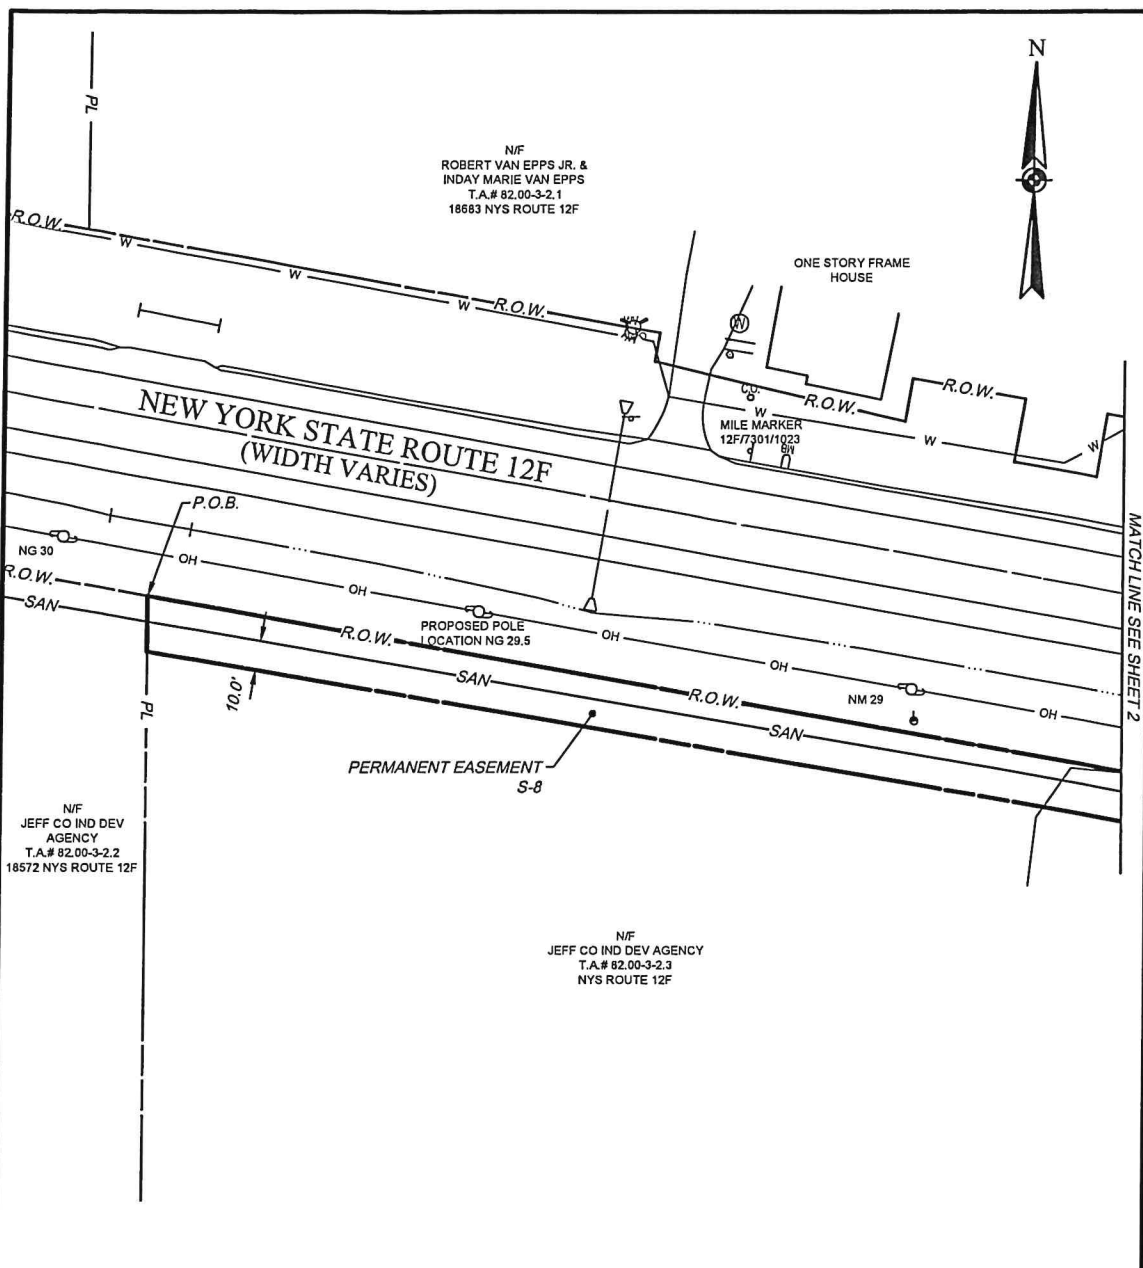 N
PL
N/F
ROBERT VAN EPPS JR. &
INDAY MARIE VAN EPPS
T.A.# 82.00-3-2.1
18683 NYS ROUTE 12F
R.O.W.
W
W
W
R.O.W.
ONE STORY FRAME
HOUSE
W
C.O.
R.O.W.
R.O.W.
W
W
W
MILE MARKER
12F/7301/1023
MB
NEW YORK STATE ROUTE 12F
(WIDTH VARIES)
P.O.B.
NG 30
OH
OH
OH
OH
OH
R.O.W.
SAN
PROPOSED POLE
LOCATION NG 29.5
R.O.W.
SAN
R.O.W.
SAN
NM 29
10.0'
PL
PERMANENT EASEMENT
S-8
MATCH LINE SEE SHEET 2
N/F
JEFF CO IND DEV
AGENCY
T.A.# 82.00-3-2.2
18572 NYS ROUTE 12F
N/F
JEFF CO IND DEV AGENCY
T.A.# 82.00-3-2.3
NYS ROUTE 12F